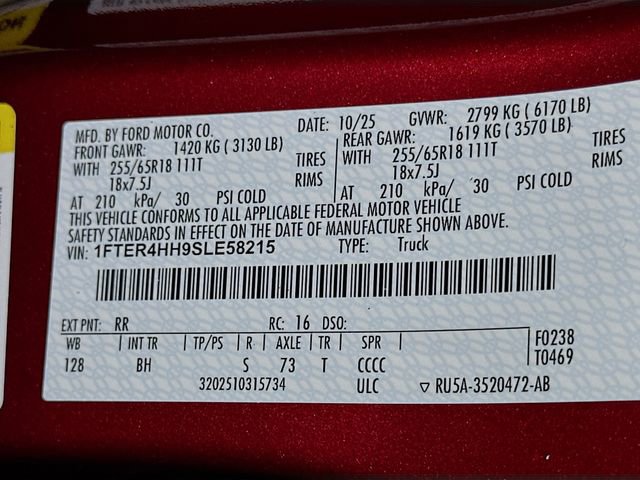 MFD. BY FORD MOTOR CO. DATE: 10/25 GVWR: 2799 KG ( 6170 LB)
FRONT GAWR: 1420 KG ( 3130 LB) REAR GAWR: 1619 KG ( 3570 LB)
WITH 255/65R18 111T TIRES WITH 255/65R18 111T TIRES
18x7.5J RIMS 18x7.5J RIMS
AT 210 kPa/ 30 PSI COLD AT 210 kPa/ 30 PSI COLD
THIS VEHICLE CONFORMS TO ALL APPLICABLE FEDERAL MOTOR VEHICLE
SAFETY STANDARDS IN EFFECT ON THE DATE OF MANUFACTURE SHOWN ABOVE.
VIN: 1FTER4HH9SLE58215 TYPE: Truck
EXT PNT: RR RC: 16 DSO:
WB INT TR TP/PS R AXLE TR SPR F0238
128 BH S 73 T CCCC T0469
3202510315734 ULC ▽ RU5A-3520472-AB